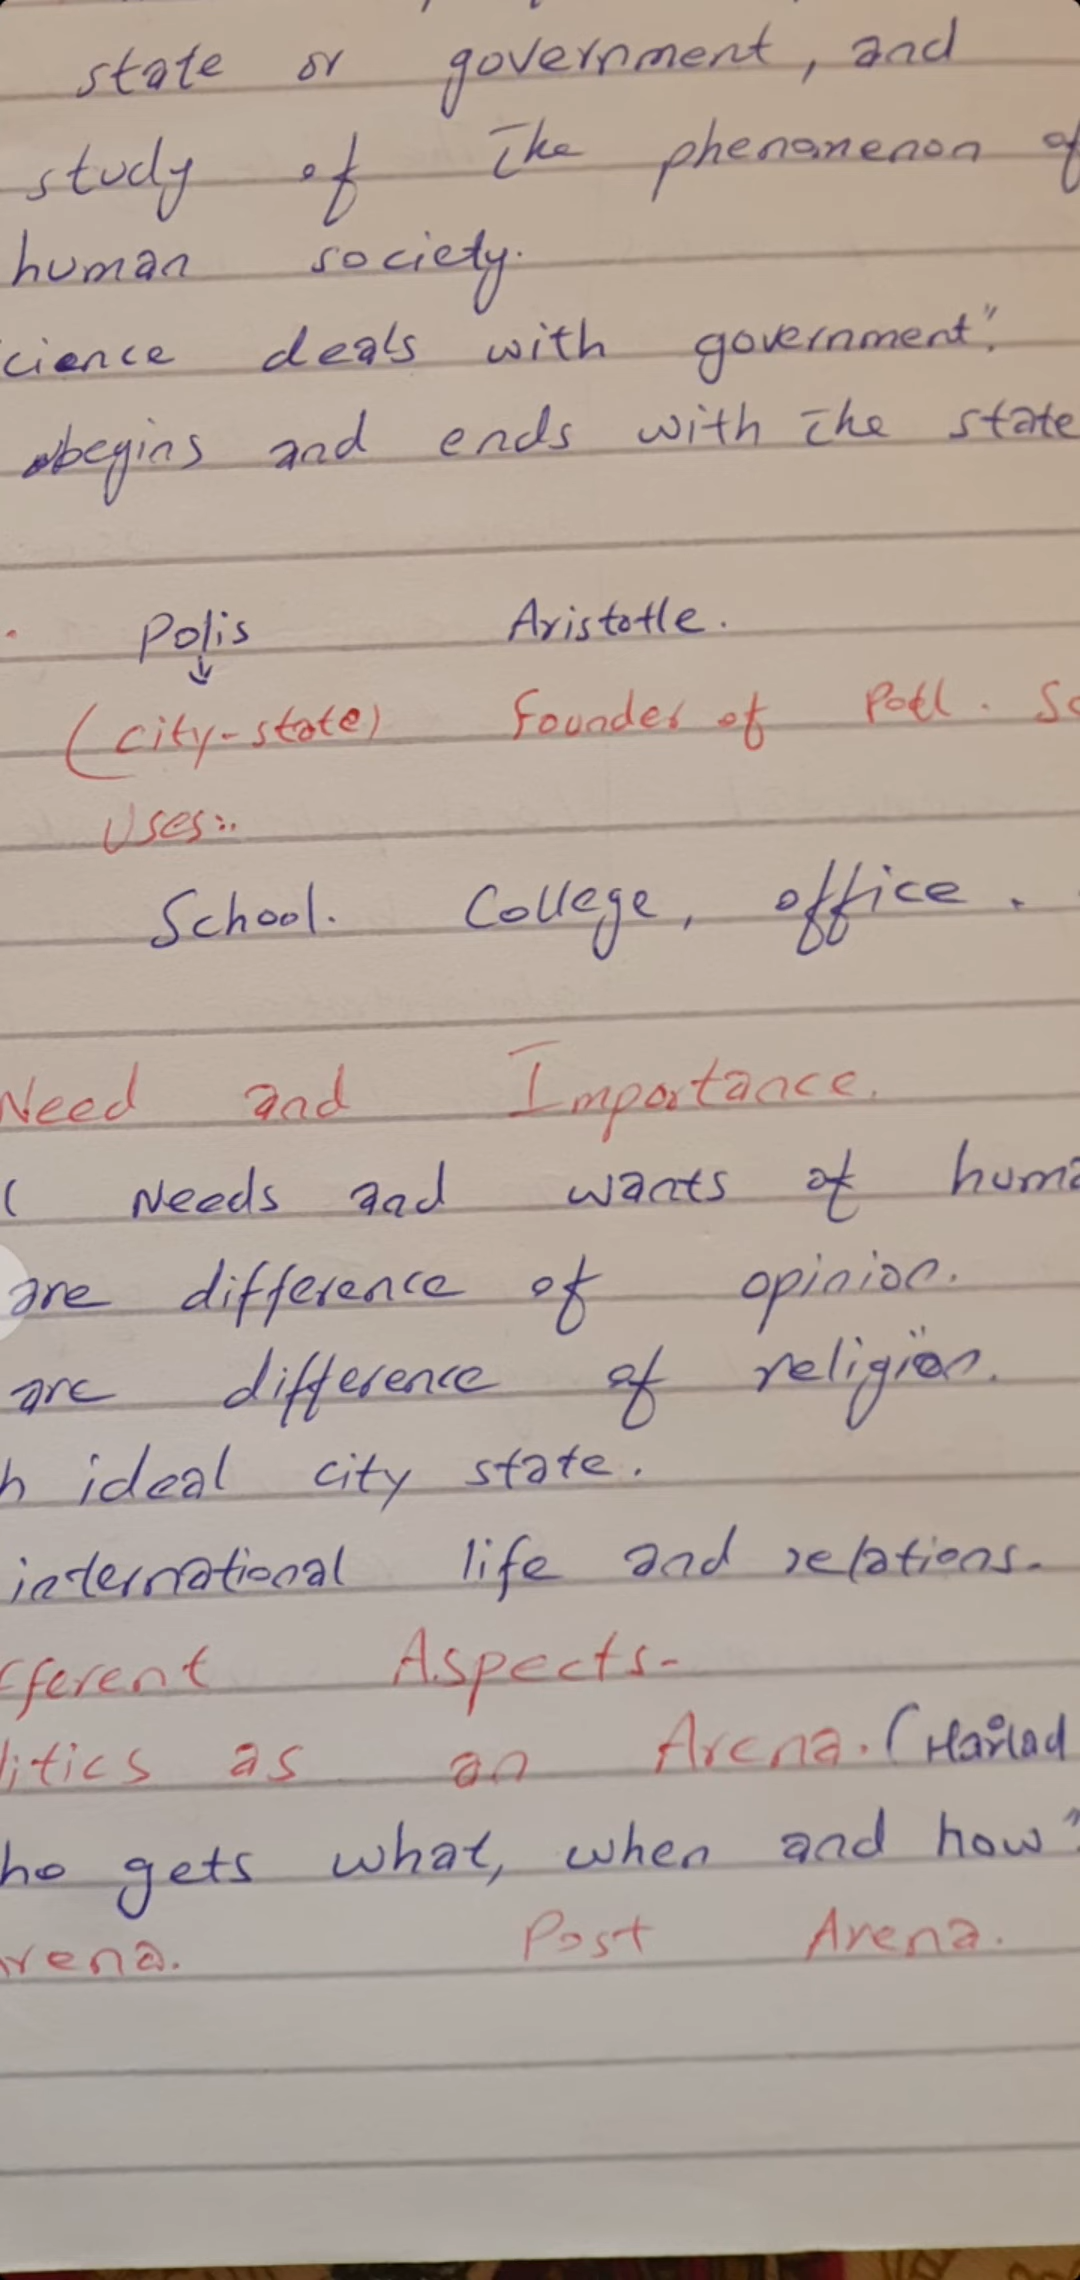 state or government, and
study of The phenomenon of
human society.
cience deals with government".
begins and ends with The state
Polis Aristotle.
(city-state) Founder of Potl. Sc
Uses:.
School. College, office.
Need and Importance.
Needs and wants of huma
are difference of opinion.
are difference of religion.
h ideal city state.
international life and relations.
fferent Aspects-
litics as an Arena. (Harlad
ho gets what, when and how"
rena. Post Arena.